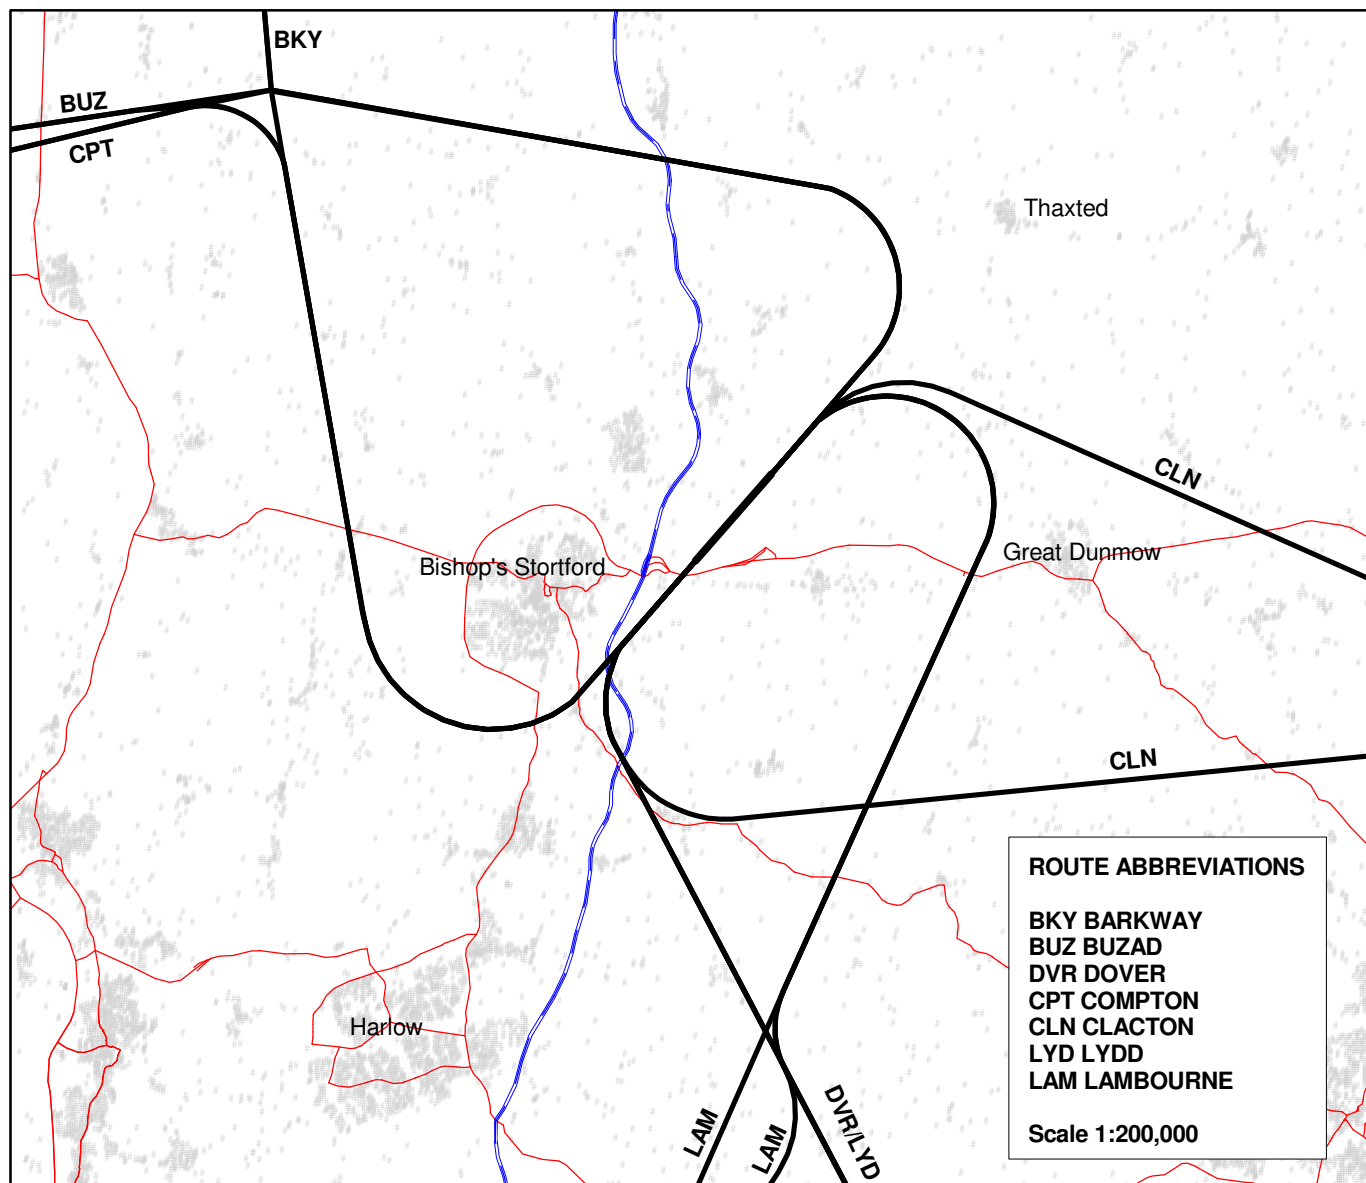 BKY
BUZ
CPT
Thaxted
CLN
Great Dunmow
Bishop's Stortford
CLN
Harlow
LAM
LAM
DVR/LYD
ROUTE ABBREVIATIONS
BKY BARKWAY
BUZ BUZAD
DVR DOVER
CPT COMPTON
CLN CLACTON
LYD LYDD
LAM LAMBOURNE
Scale 1:200,000